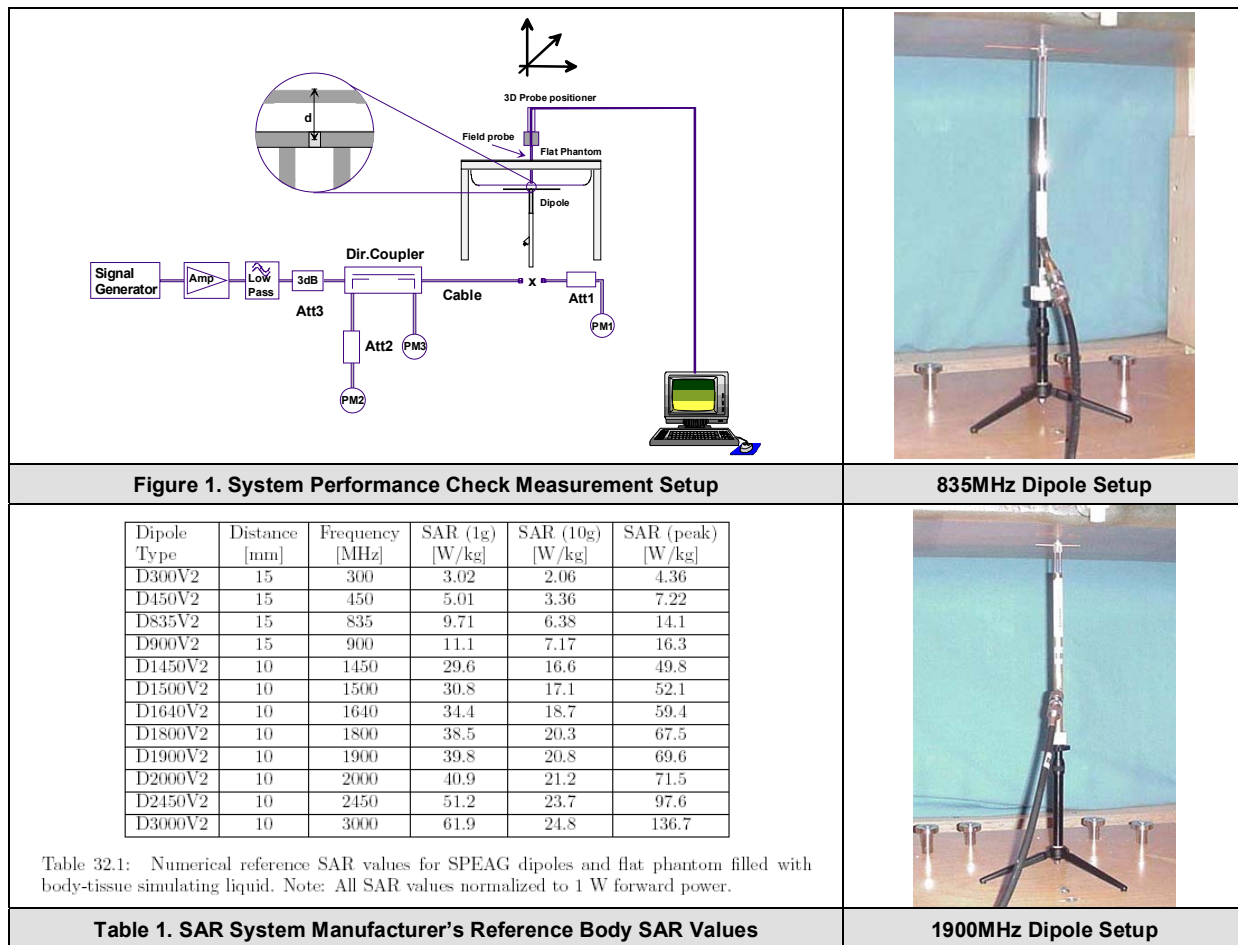 3D Probe positioner
d
Field probe
Flat Phantom
Dipole
Signal
Generator
Amp
Low
Pass
3dB
Att3
Dir.Coupler
Cable
x
Att1
PM1
Att2
PM3
PM2
Figure 1. System Performance Check Measurement Setup
835MHz Dipole Setup
Dipole Type Distance [mm] Frequency [MHz] SAR (1g) [W/kg] SAR (10g) [W/kg] SAR (peak) [W/kg]
D300V2 15 300 3.02 2.06 4.36
D450V2 15 450 5.01 3.36 7.22
D835V2 15 835 9.71 6.38 14.1
D900V2 15 900 11.1 7.17 16.3
D1450V2 10 1450 29.6 16.6 49.8
D1500V2 10 1500 30.8 17.1 52.1
D1640V2 10 1640 34.4 18.7 59.4
D1800V2 10 1800 38.5 20.3 67.5
D1900V2 10 1900 39.8 20.8 69.6
D2000V2 10 2000 40.9 21.2 71.5
D2450V2 10 2450 51.2 23.7 97.6
D3000V2 10 3000 61.9 24.8 136.7
Table 32.1: Numerical reference SAR values for SPEAG dipoles and flat phantom filled with
body-tissue simulating liquid. Note: All SAR values normalized to 1 W forward power.
Table 1. SAR System Manufacturer's Reference Body SAR Values
1900MHz Dipole Setup